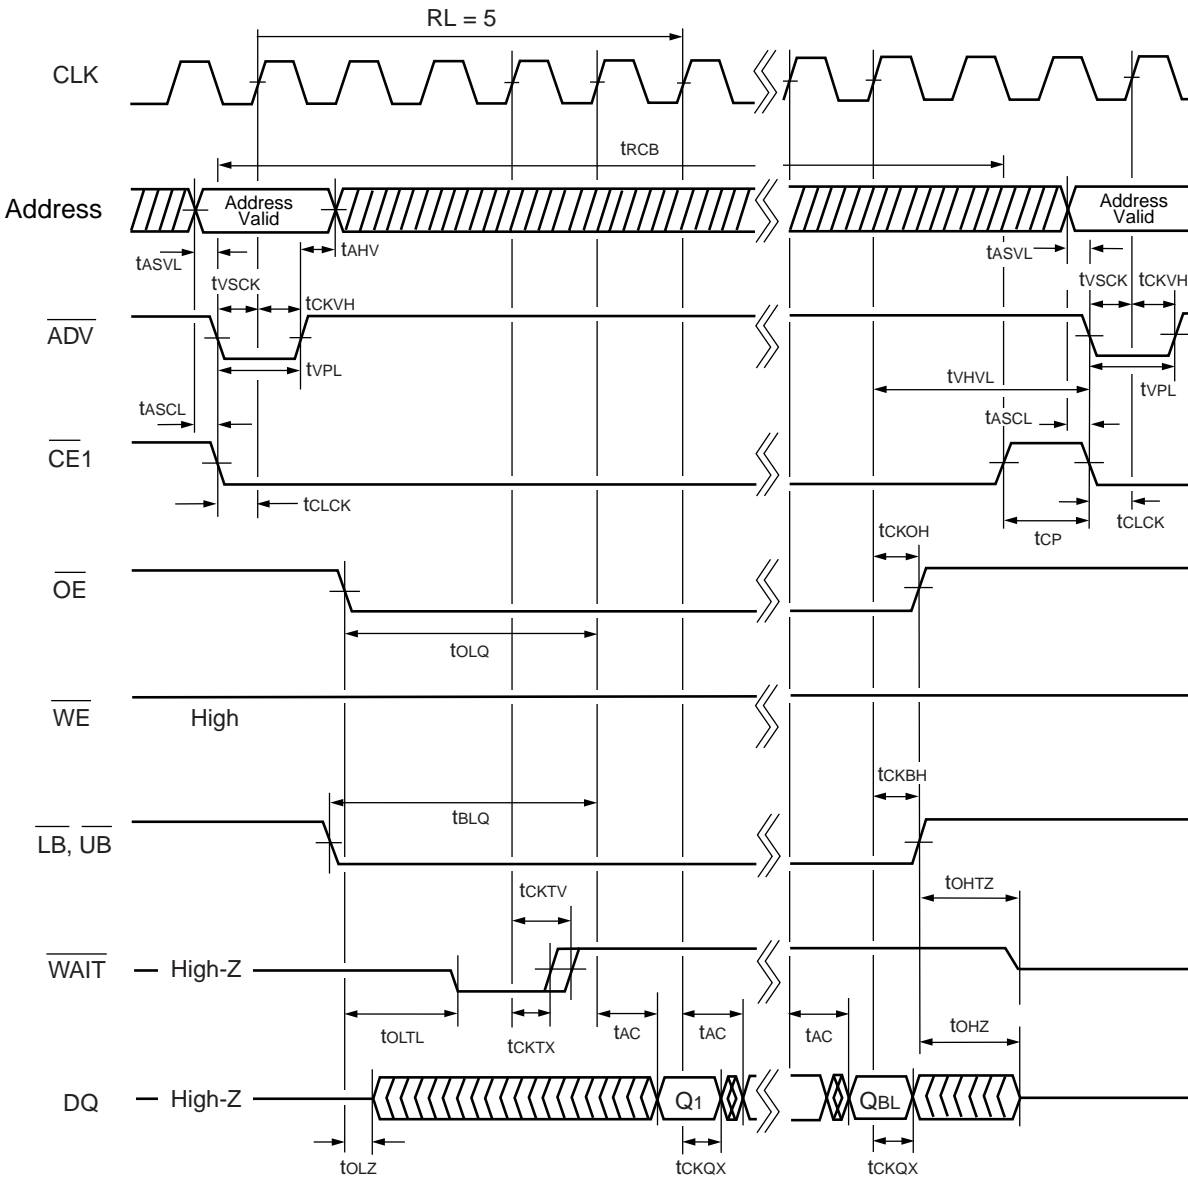 RL = 5
CLK
tRCB
Address
Address
Valid
Address
Valid
tASVL
tAHV
tASVL
tVSCK
tCKVH
tVSCK
tCKVH
ADV
tVPL
tVHVL
tVPL
tASCL
tASCL
CE1
tCLCK
tCLCK
tCP
tCKOH
OE
tOLQ
WE
High
tCKBH
tBLQ
LB, UB
tCKTV
tOHTZ
WAIT
High-Z
tOLTL
tCKTX
tAC
tAC
tAC
tOHZ
DQ
High-Z
Q1
QBL
tOLZ
tCKQX
tCKQX